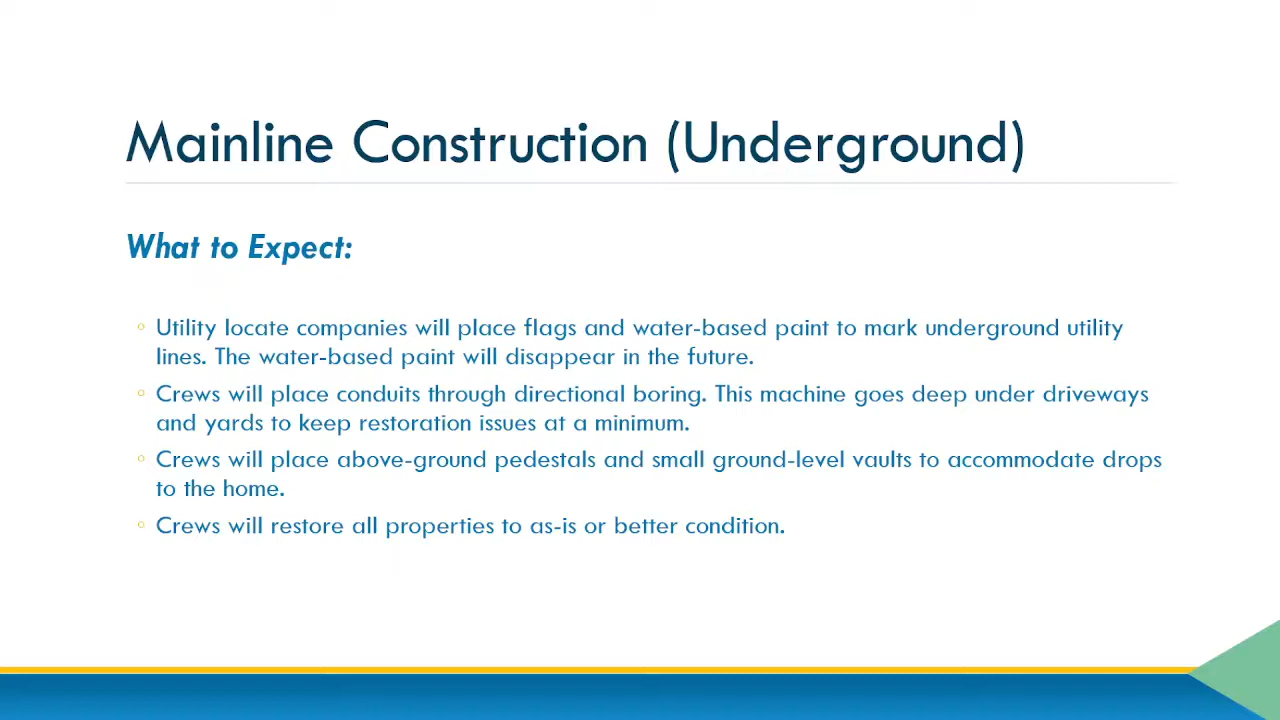 Mainline Construction (Underground)
What to Expect:
◦ Utility locate companies will place flags and water-based paint to mark underground utility
lines. The water-based paint will disappear in the future.
◦ Crews will place conduits through directional boring. This machine goes deep under driveways
and yards to keep restoration issues at a minimum.
◦ Crews will place above-ground pedestals and small ground-level vaults to accommodate drops
to the home.
◦ Crews will restore all properties to as-is or better condition.